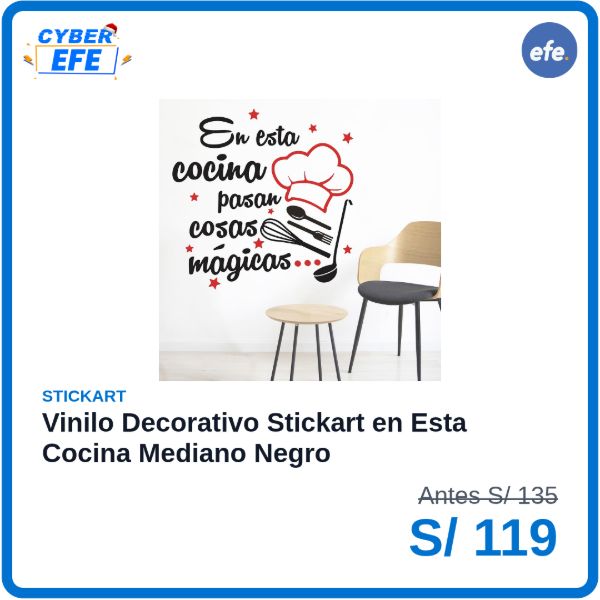 CYBER
EFE
efe.
En esta
cocina
pasan
cosas
mágicas...
STICKART
Vinilo Decorativo Stickart en Esta
Cocina Mediano Negro
Antes S/ 135
S/ 119